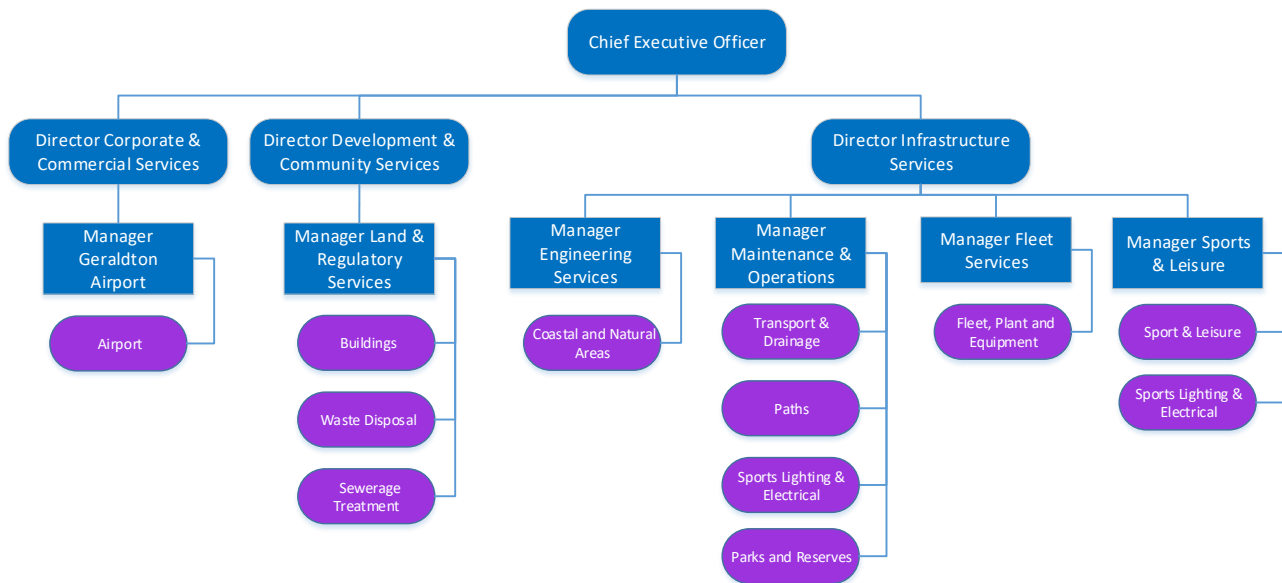 Chief Executive Officer
Director Corporate &
Commercial Services
Director Development &
Community Services
Director Infrastructure
Services
Manager
Geraldton
Airport
Manager Land &
Regulatory
Services
Manager
Engineering
Services
Manager
Maintenance &
Operations
Manager Fleet
Services
Manager Sports
& Leisure
Airport
Buildings
Waste Disposal
Sewerage
Treatment
Coastal and Natural
Areas
Transport &
Drainage
Paths
Sports Lighting &
Electrical
Parks and Reserves
Fleet, Plant and
Equipment
Sport & Leisure
Sports Lighting &
Electrical